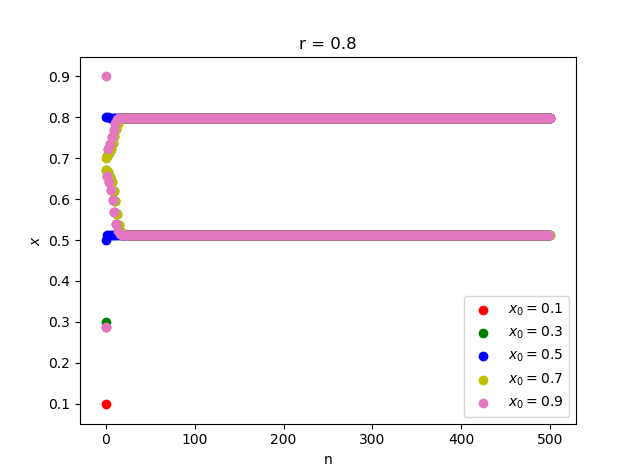 r = 0.8
0.9
0.8
0.7
0.6
0.5
0.4
0.3
0.2
0.1
x
0
100
200
300
400
500
n
x₀ = 0.1
x₀ = 0.3
x₀ = 0.5
x₀ = 0.7
x₀ = 0.9